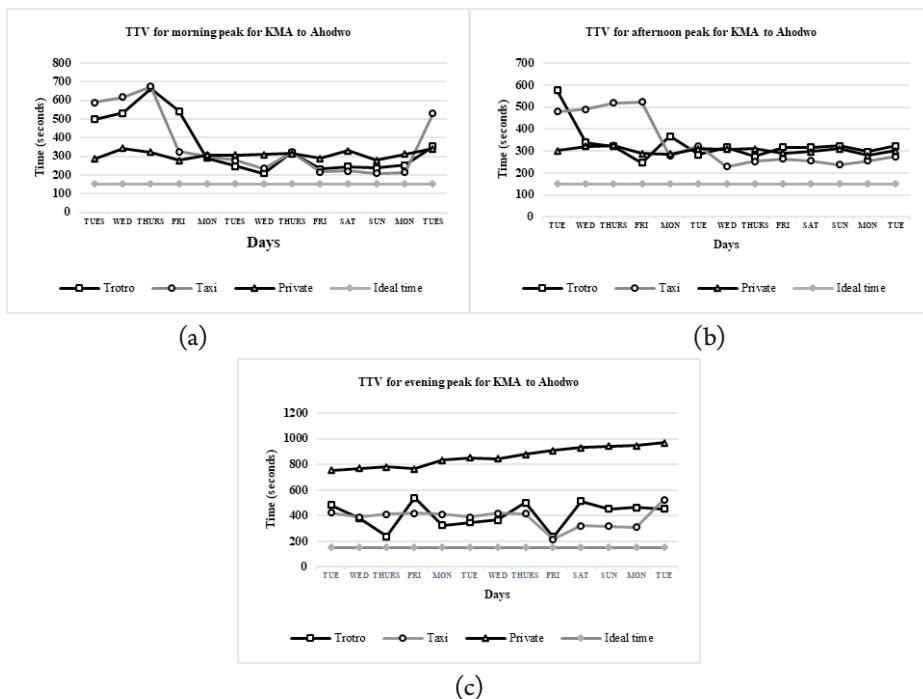 TTV for morning peak for KMA to Ahodwo
800
700
600
500
400
300
200
100
0
Time (seconds)
TUES WED THURS FRI MON TUES WED THURS FRI SAT SUN MON TUES
Days
Trotro Taxi Private Ideal time
(a)
TTV for afternoon peak for KMA to Ahodwo
700
600
500
400
300
200
100
0
Time (seconds)
TUE WED THURS FRI MON TUE WED THURS FRI SAT SUN MON TUE
Days
Trotro Taxi Private Ideal time
(b)
TTV for evening peak for KMA to Ahodwo
1200
1000
800
600
400
200
0
Time (seconds)
TUE WED THURS FRI MON TUE WED THURS FRI SAT SUN MON TUE
Days
Trotro Taxi Private Ideal time
(c)